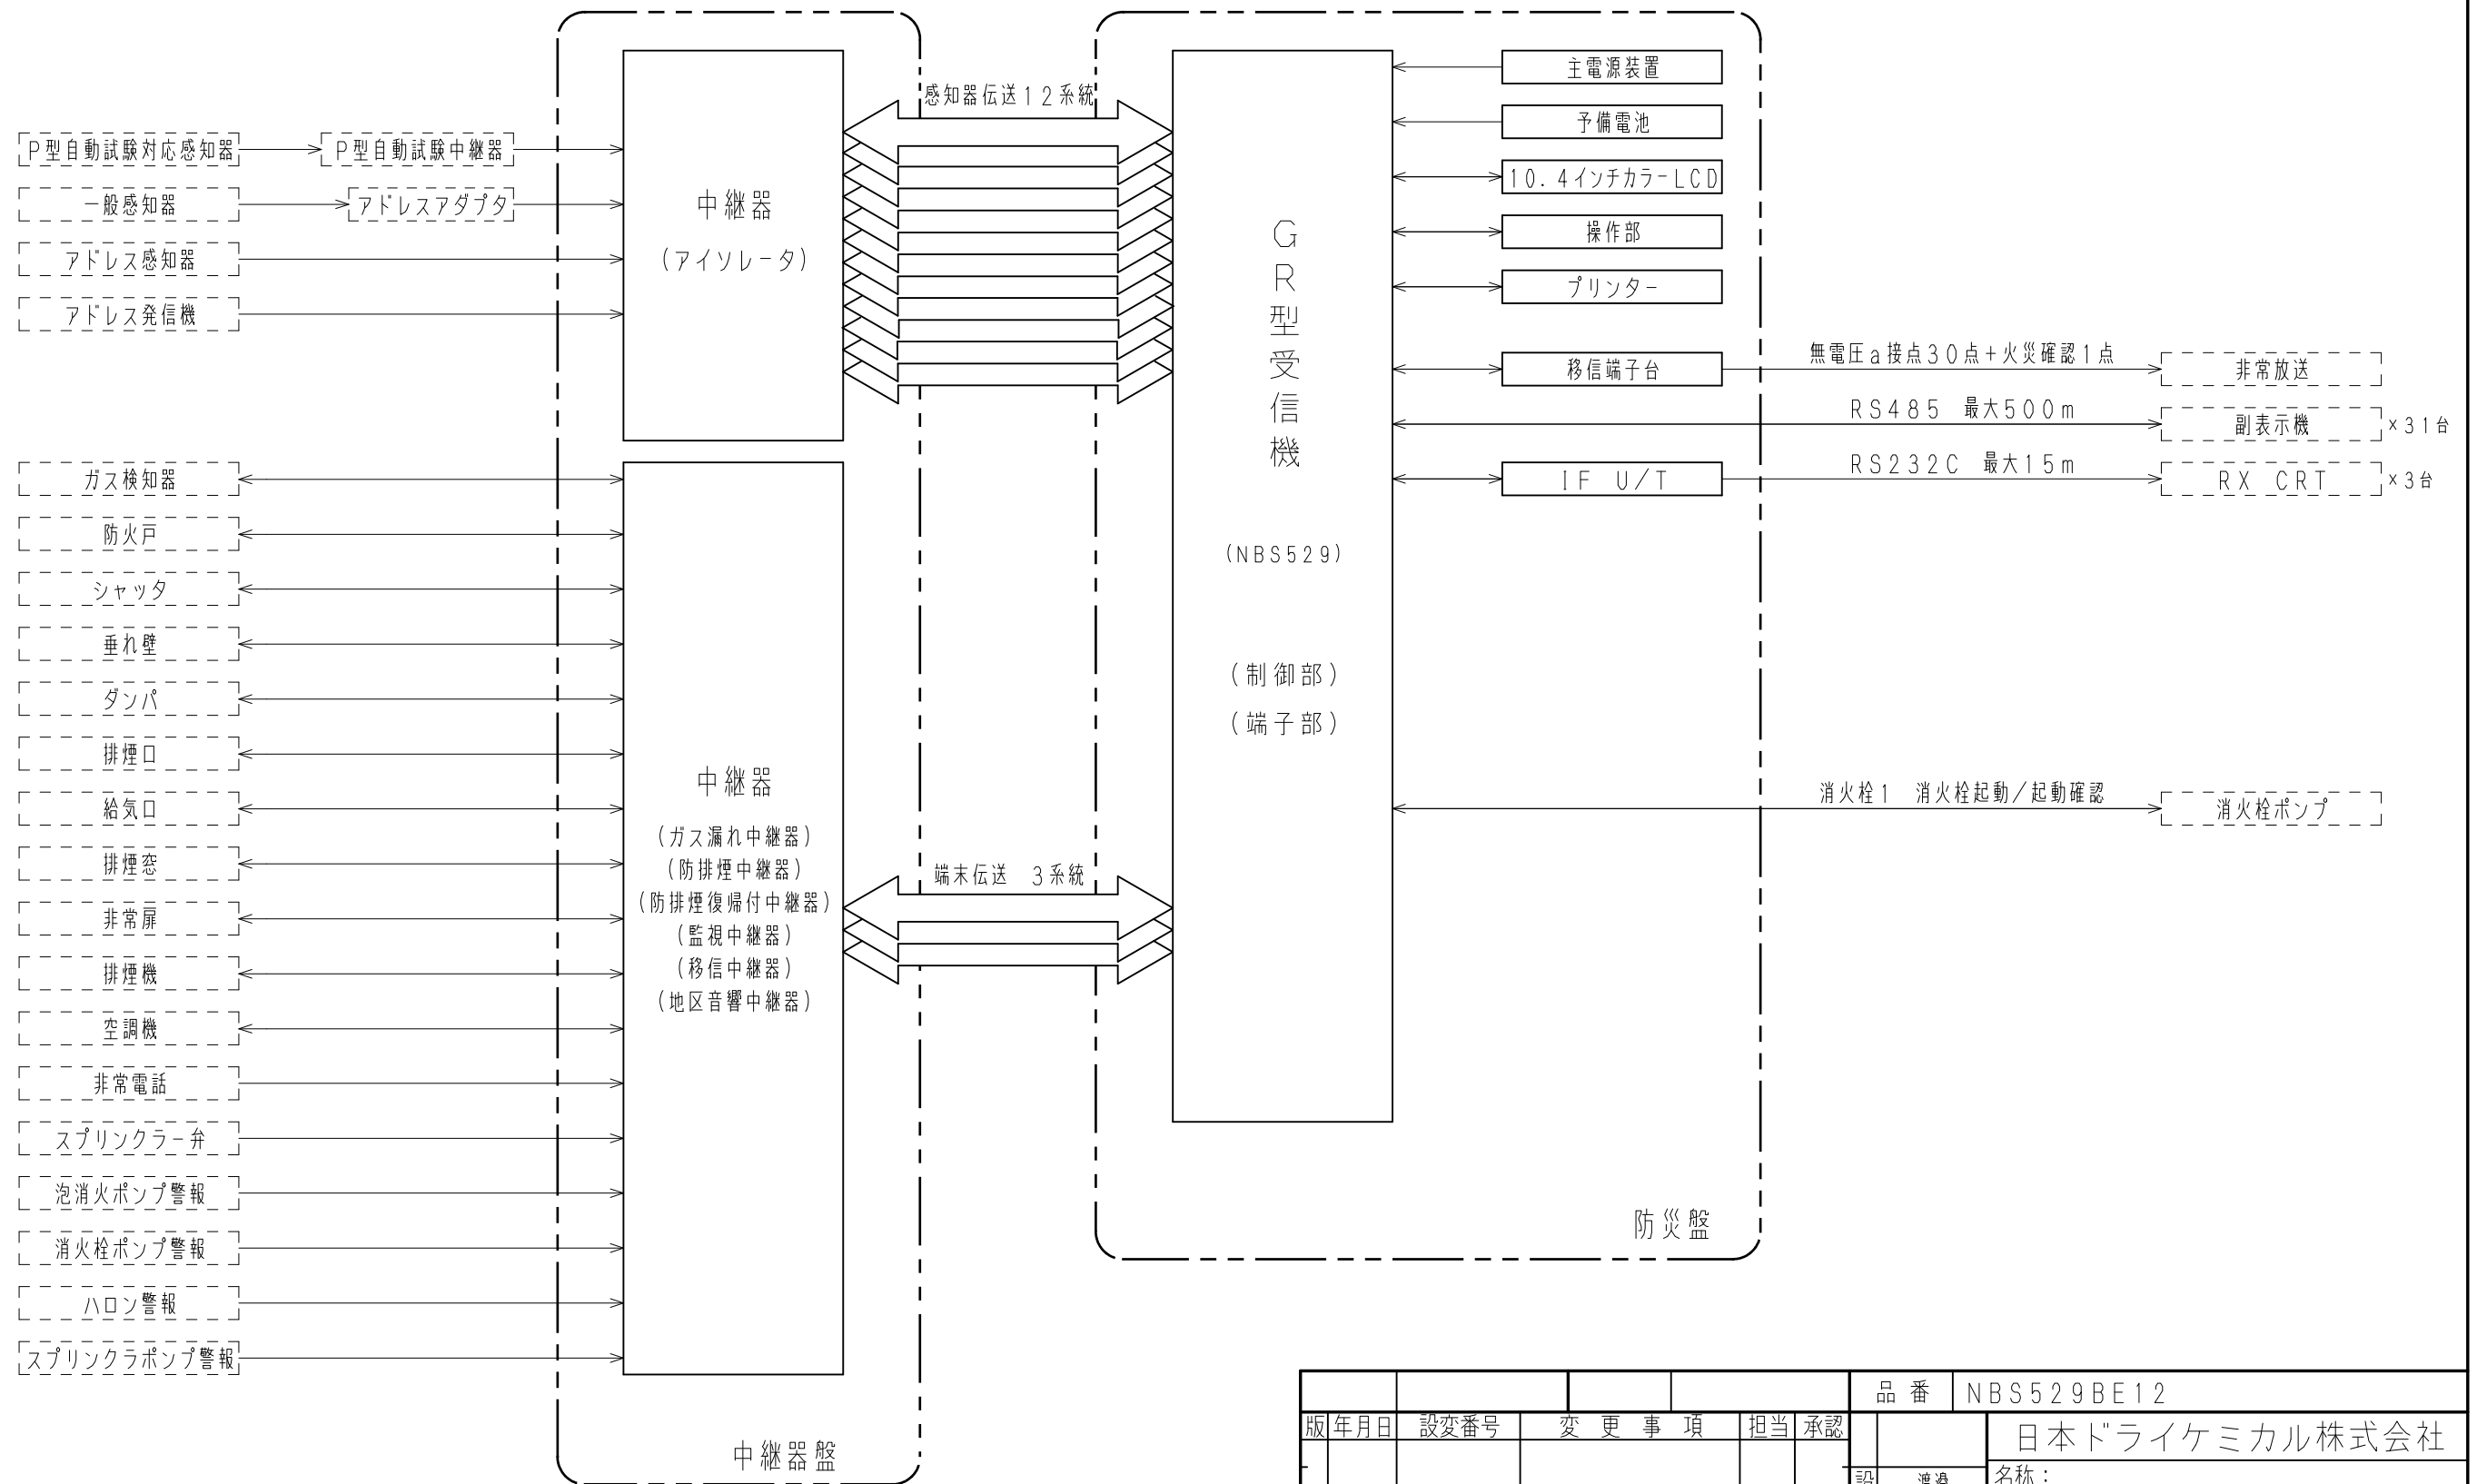 感知器伝送12系統
P型自動試験対応感知器
P型自動試験中継器
一般感知器
アドレスアダプタ
アドレス感知器
アドレス発信機
中継器
(アイソレータ)
ガス検知器
防火戸
シャッタ
垂れ壁
ダンパ
排煙口
給気口
排煙窓
非常扉
排煙機
空調機
非常電話
スプリンクラー弁
泡消火ポンプ警報
消火栓ポンプ警報
ハロン警報
スプリンクラポンプ警報
中継器
(ガス漏れ中継器)
(防排煙中継器)
(防排煙復帰付中継器)
(監視中継器)
(移信中継器)
(地区音響中継器)
中継器盤
端末伝送 3系統
GR型受信機
(NBS529)
(制御部)
(端子部)
主電源装置
予備電池
10.4インチカラーLCD
操作部
プリンター
移信端子台
無電圧a接点30点+火災確認1点
非常放送
RS485 最大500m
副表示機
×31台
IF U/T
RS232C 最大15m
RX CRT
×3台
消火栓1 消火栓起動/起動確認
消火栓ポンプ
防災盤
品番 NBS529BE12
版 年月日 設変番号 変更事項 担当 承認
日本ドライケミカル株式会社
名称: